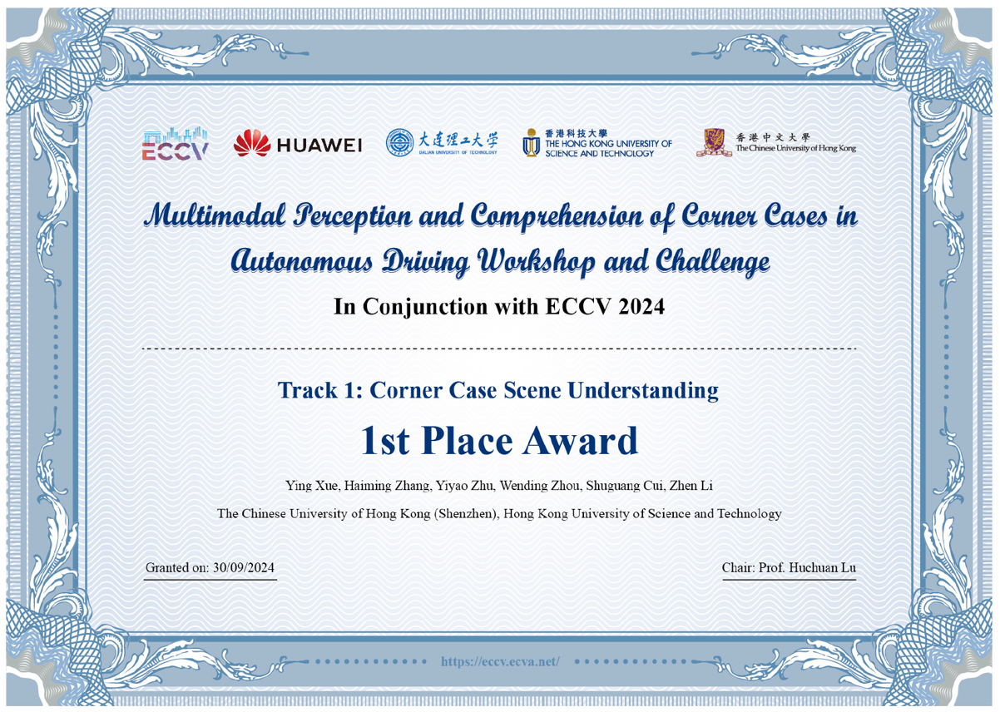 ECCV
HUAWEI
大连理工大学
DALIAN UNIVERSITY OF TECHNOLOGY
香港科技大學
THE HONG KONG UNIVERSITY OF
SCIENCE AND TECHNOLOGY
香港中文大學
The Chinese University of Hong Kong
Multimodal Perception and Comprehension of Corner Cases in
Autonomous Driving Workshop and Challenge
In Conjunction with ECCV 2024
Track 1: Corner Case Scene Understanding
1st Place Award
Ying Xue, Haiming Zhang, Yiyao Zhu, Wending Zhou, Shuguang Cui, Zhen Li
The Chinese University of Hong Kong (Shenzhen), Hong Kong University of Science and Technology
Granted on: 30/09/2024
Chair: Prof. Huchuan Lu
https://eccv.ecva.net/